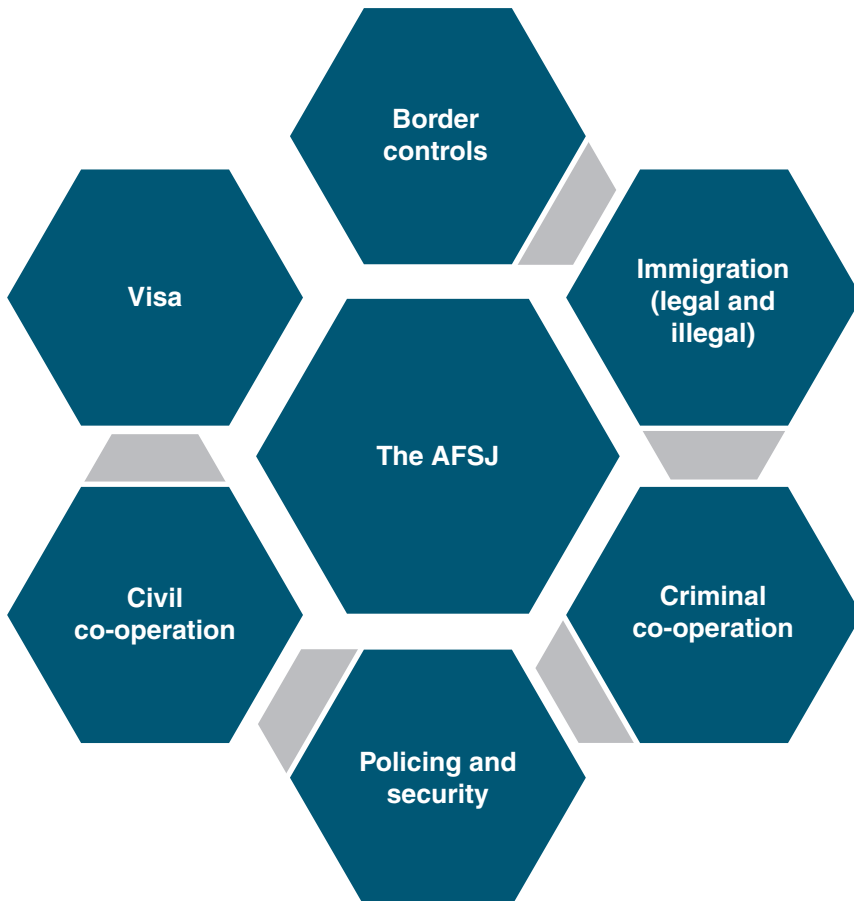 Border
controls
Immigration
(legal and
illegal)
Visa
The AFSJ
Criminal
co-operation
Civil
co-operation
Policing and
security